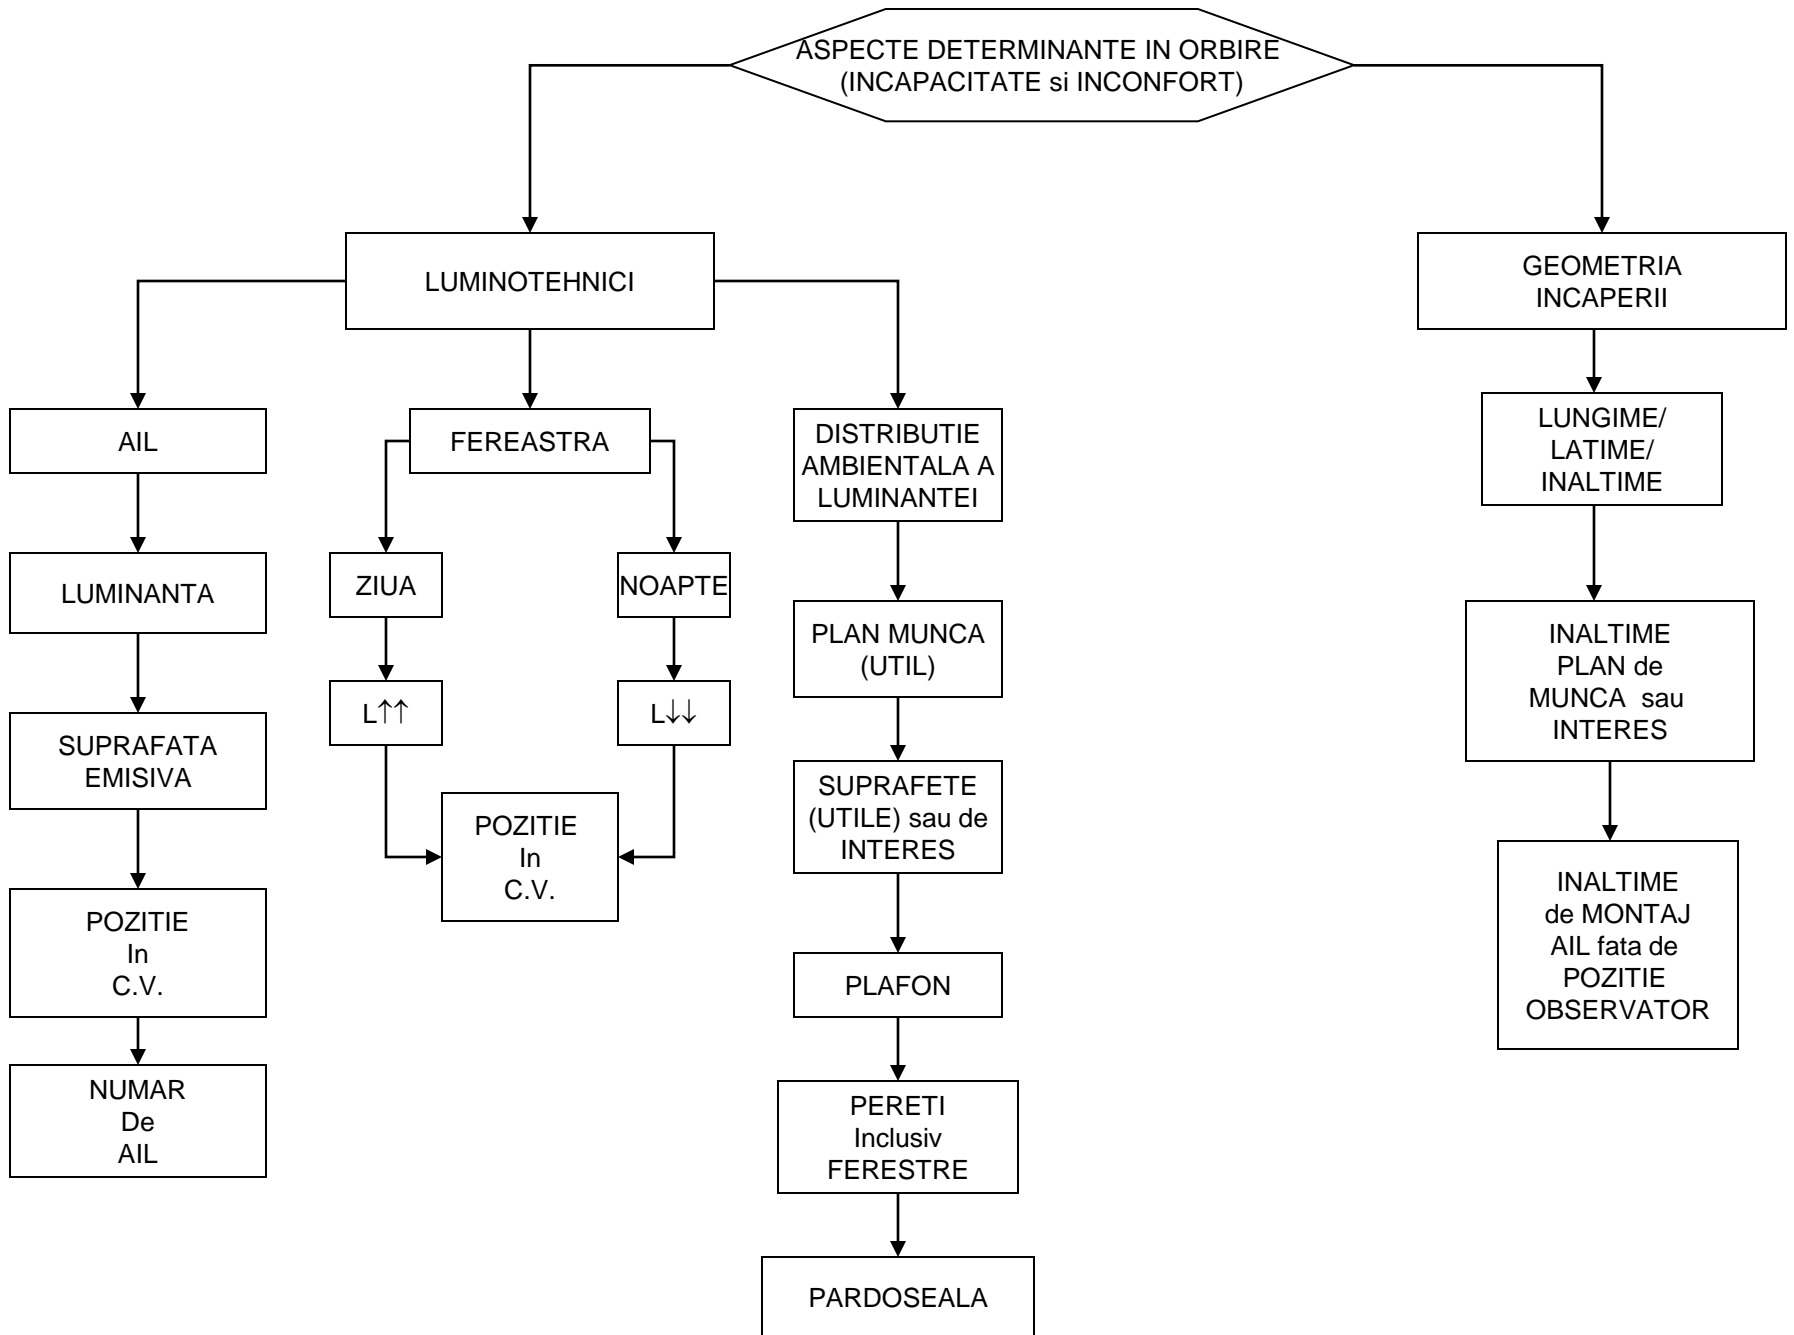 ASPECTE DETERMINANTE IN ORBIRE
(INCAPACITATE si INCONFORT)
LUMINOTEHNICI
GEOMETRIA
INCAPERII
AIL
LUMINANTA
SUPRAFATA
EMISIVA
POZITIE
In
C.V.
NUMAR
De
AIL
FEREASTRA
ZIUA
L↑↑
NOAPTE
L↓↓
POZITIE
In
C.V.
DISTRIBUTIE
AMBIENTALA A
LUMINANTEI
PLAN MUNCA
(UTIL)
SUPRAFETE
(UTILE) sau de
INTERES
PLAFON
PERETI
Inclusiv
FERESTRE
PARDOSEALA
LUNGIME/
LATIME/
INALTIME
INALTIME
PLAN de
MUNCA sau
INTERES
INALTIME
de MONTAJ
AIL fata de
POZITIE
OBSERVATOR